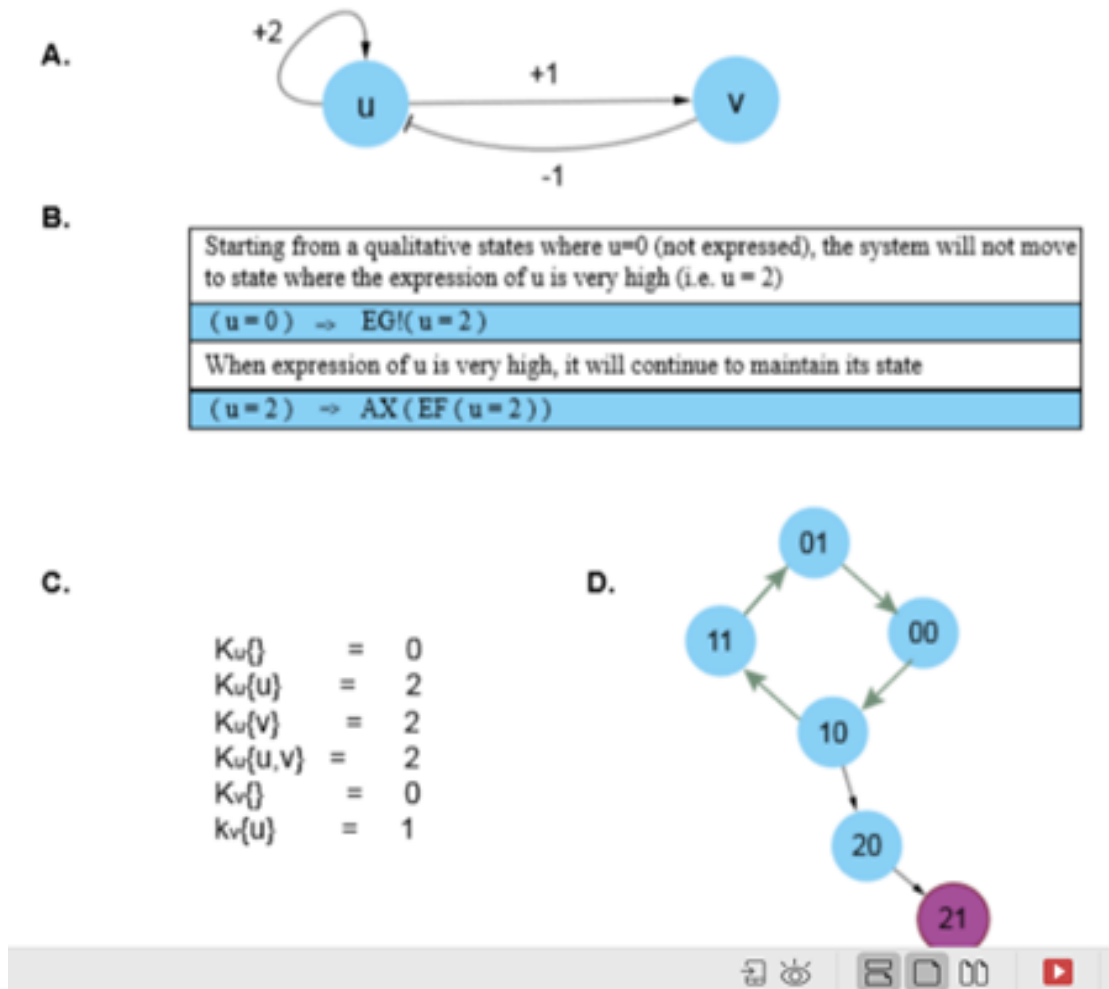 A.
+2
u
+1
v
-1
B.
Starting from a qualitative states where u=0 (not expressed), the system will not move
to state where the expression of u is very high (i.e. u = 2)
( u = 0 ) => EG!( u = 2 )
When expression of u is very high, it will continue to maintain its state
( u = 2 ) => AX ( EF ( u = 2 ) )
C.
Ku{} = 0
Ku{u} = 2
Ku{v} = 2
Ku{u,v} = 2
Kv{} = 0
kv{u} = 1
D.
01
11
00
10
20
21